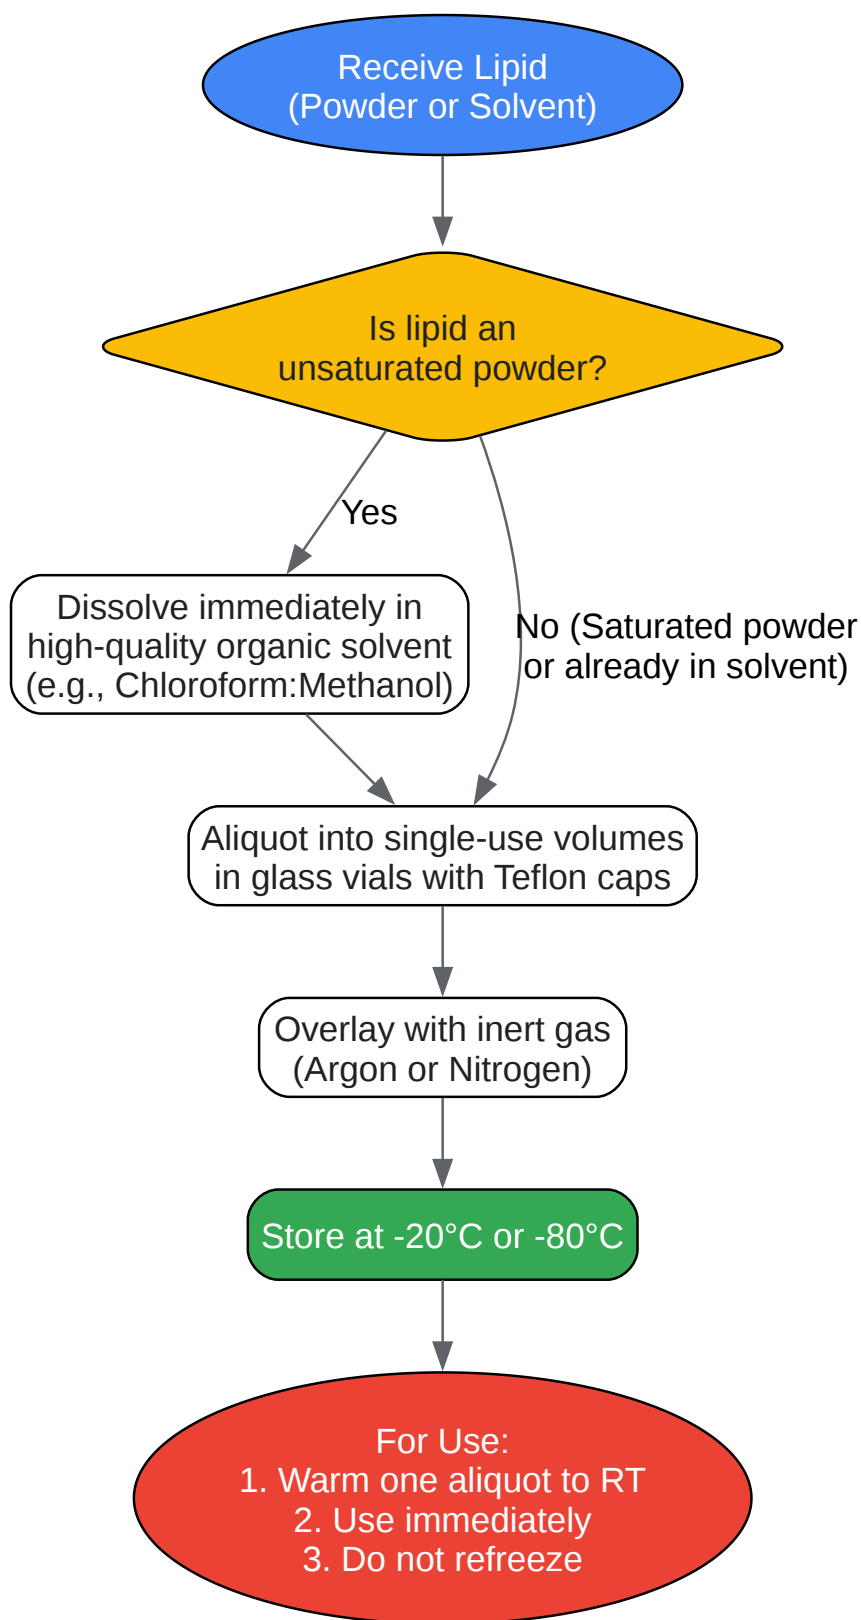 Receive Lipid
(Powder or Solvent)
Is lipid an
unsaturated powder?
Yes
Dissolve immediately in
high-quality organic solvent
(e.g., Chloroform:Methanol)
No (Saturated powder
or already in solvent)
Aliquot into single-use volumes
in glass vials with Teflon caps
Overlay with inert gas
(Argon or Nitrogen)
Store at -20°C or -80°C
For Use:
1. Warm one aliquot to RT
2. Use immediately
3. Do not refreeze